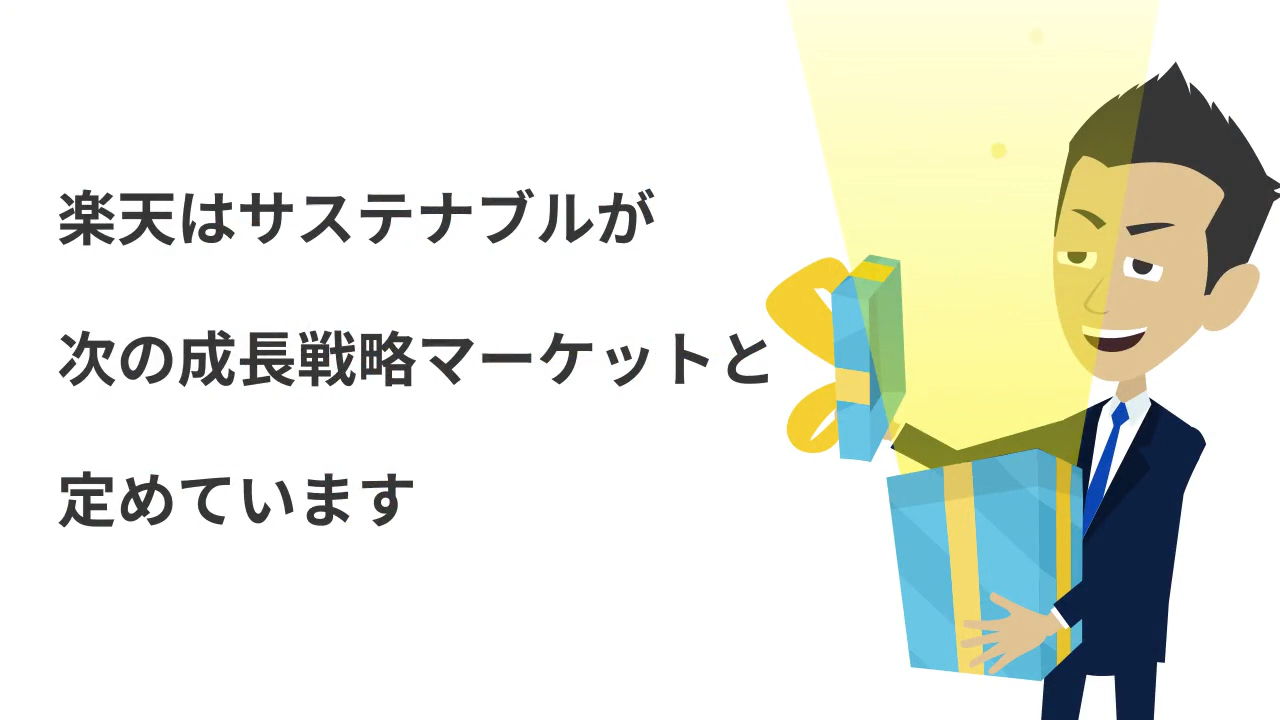 楽天はサステナブルが
次の成長戦略マーケットと
定めています